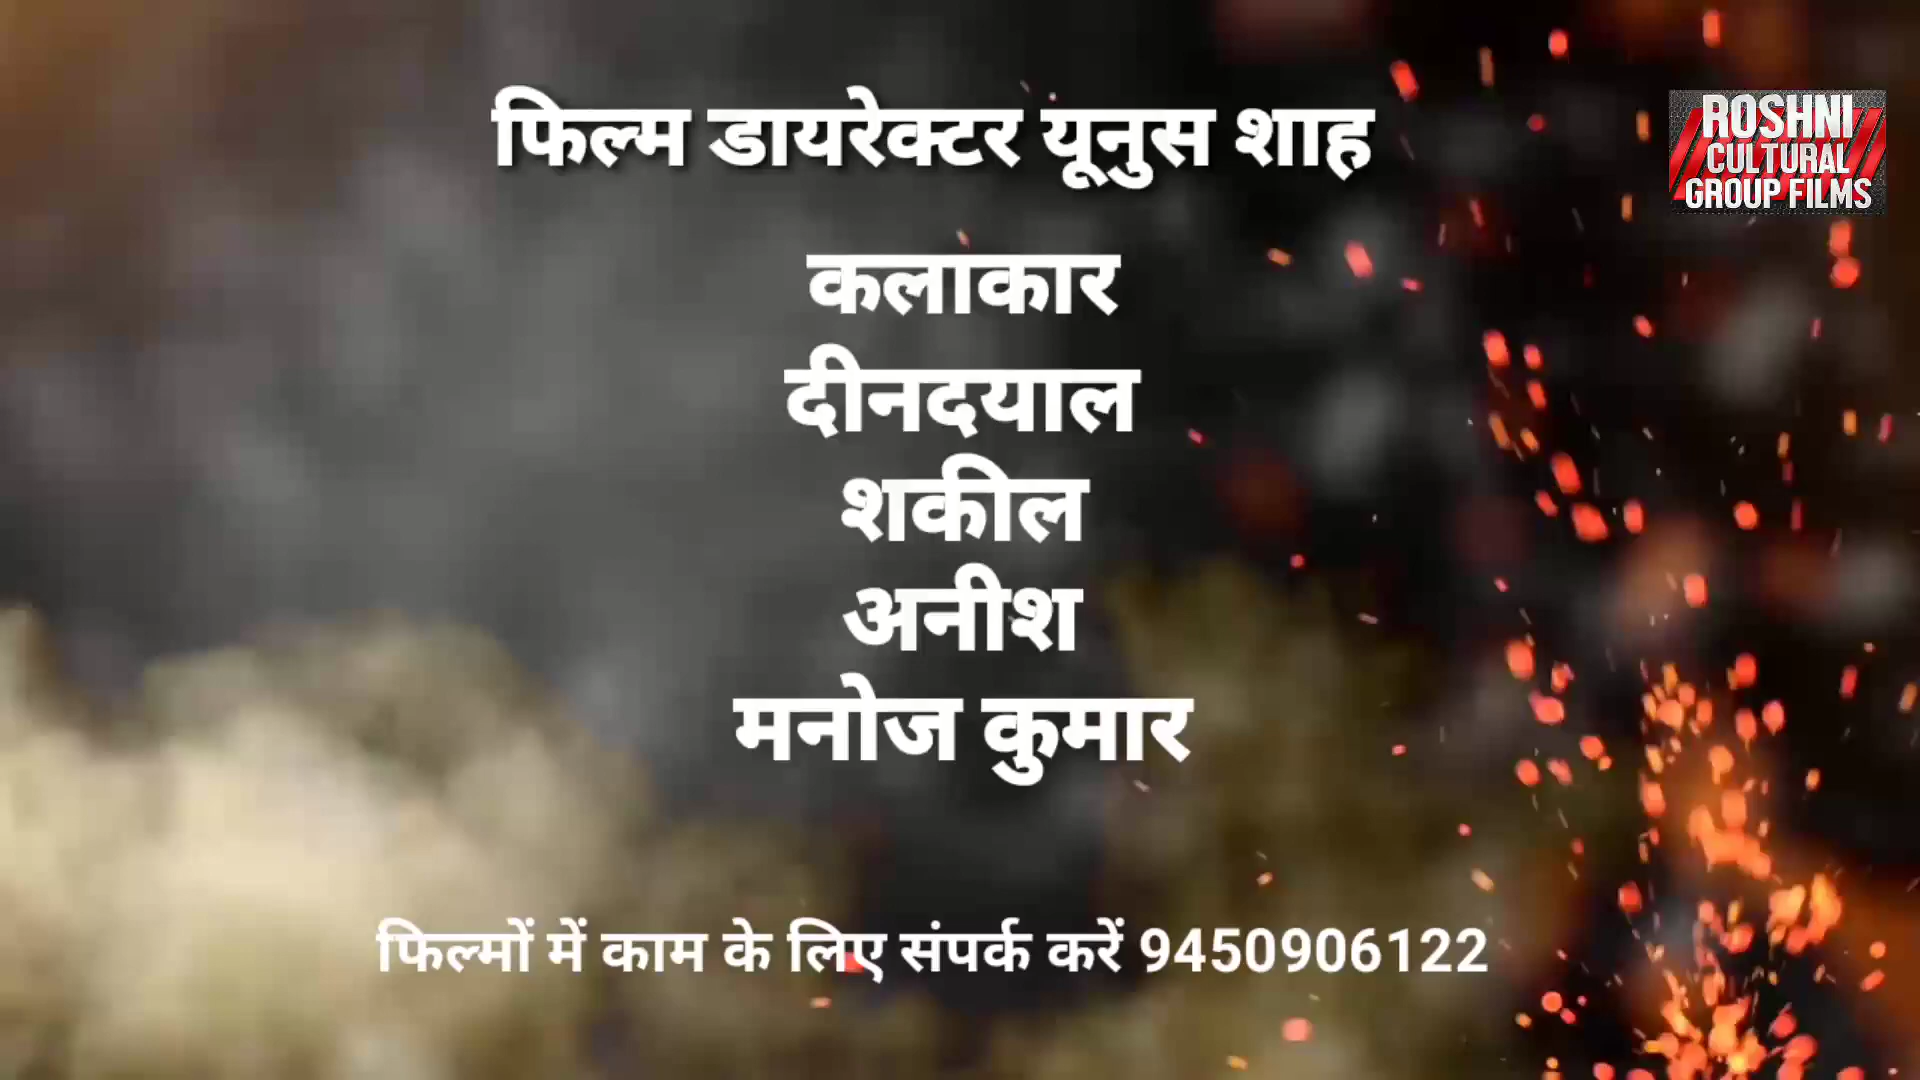 फिल्म डायरेक्टर यूनुस शाह
ROSHNI
CULTURAL
GROUP FILMS
कलाकार
दीनदयाल
शकील
अनीश
मनोज कुमार
फिल्मों में काम के लिए संपर्क करें 9450906122